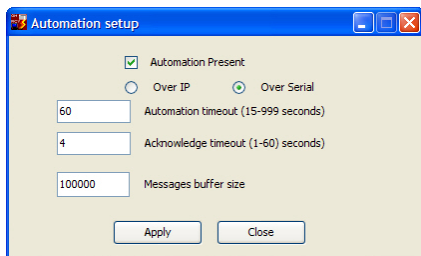 Automation setup
Automation Present
Over IP Over Serial
60 Automation timeout (15-999 seconds)
4 Acknowledge timeout (1-60) seconds)
100000 Messages buffer size
Apply Close